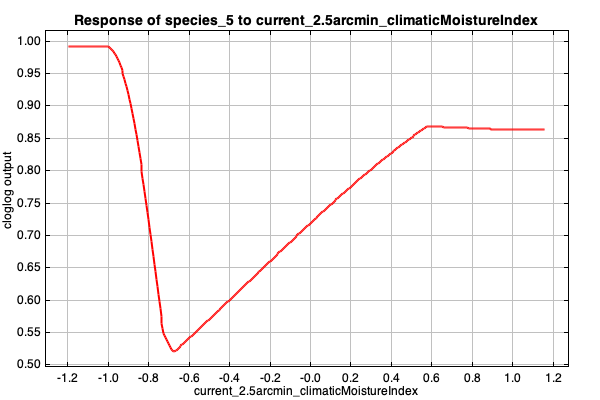 Response of species_5 to current_2.5arcmin_climaticMoistureIndex
cloglog output
1.00
0.95
0.90
0.85
0.80
0.75
0.70
0.65
0.60
0.55
0.50
-1.2 -1.0 -0.8 -0.6 -0.4 -0.2 -0.0 0.2 0.4 0.6 0.8 1.0 1.2
current_2.5arcmin_climaticMoistureIndex